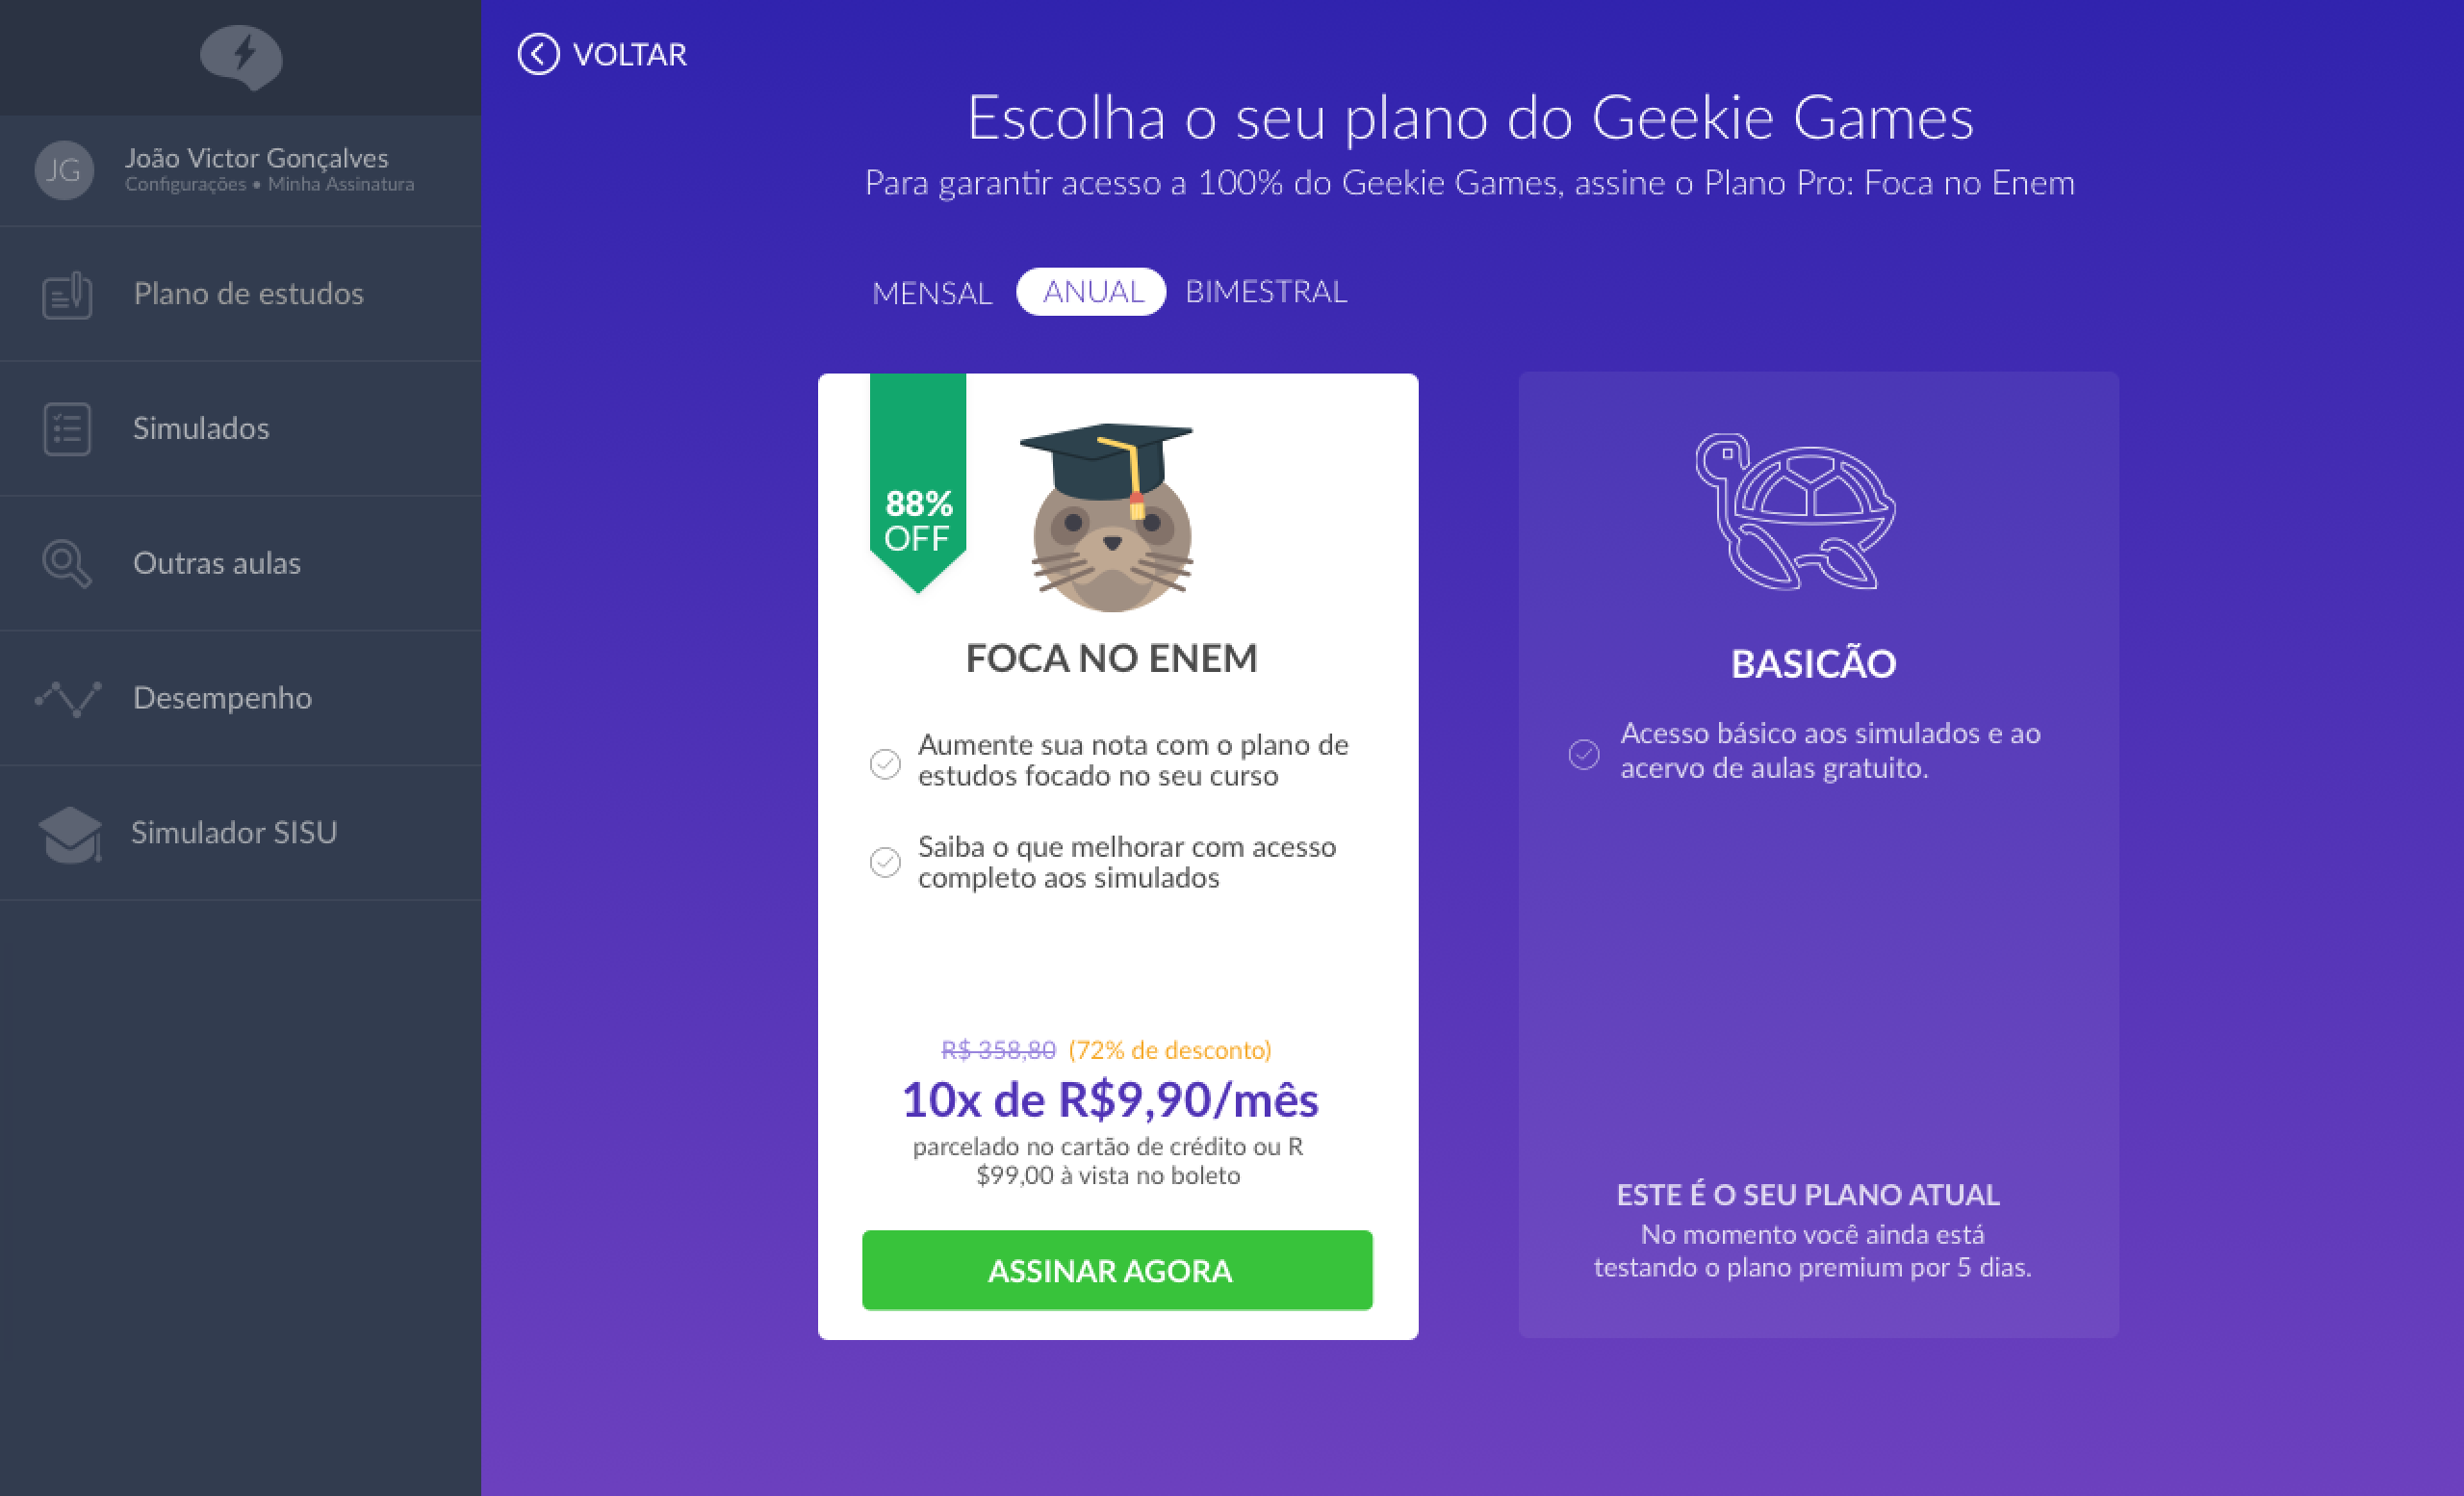 VOLTAR
Escolha o seu plano do Geekie Games
Para garantir acesso a 100% do Geekie Games, assine o Plano Pro: Foca no Enem
JG
João Victor Gonçalves
Configurações • Minha Assinatura
Plano de estudos
Simulados
Outras aulas
Desempenho
Simulador SISU
MENSAL ANUAL BIMESTRAL
88%
OFF
FOCA NO ENEM
Aumente sua nota com o plano de
estudos focado no seu curso
Saiba o que melhorar com acesso
completo aos simulados
R$ 358,80 (72% de desconto)
10x de R$9,90/mês
parcelado no cartão de crédito ou R
$99,00 à vista no boleto
ASSINAR AGORA
BASICÃO
Acesso básico aos simulados e ao
acervo de aulas gratuito.
ESTE É O SEU PLANO ATUAL
No momento você ainda está
testando o plano premium por 5 dias.